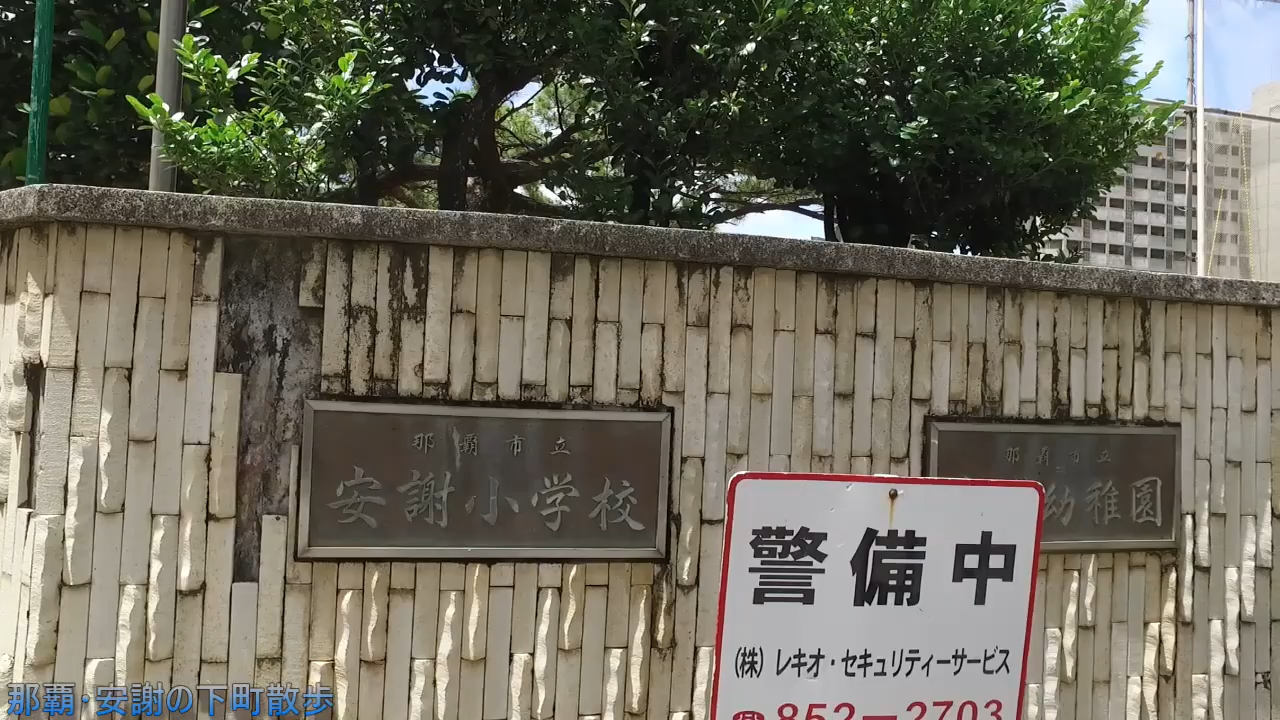 那覇市立
安謝小学校
那覇市立
幼稚園
警備中
(株)レキオ・セキュリティーサービス
852-2703
那覇・安謝の下町散歩